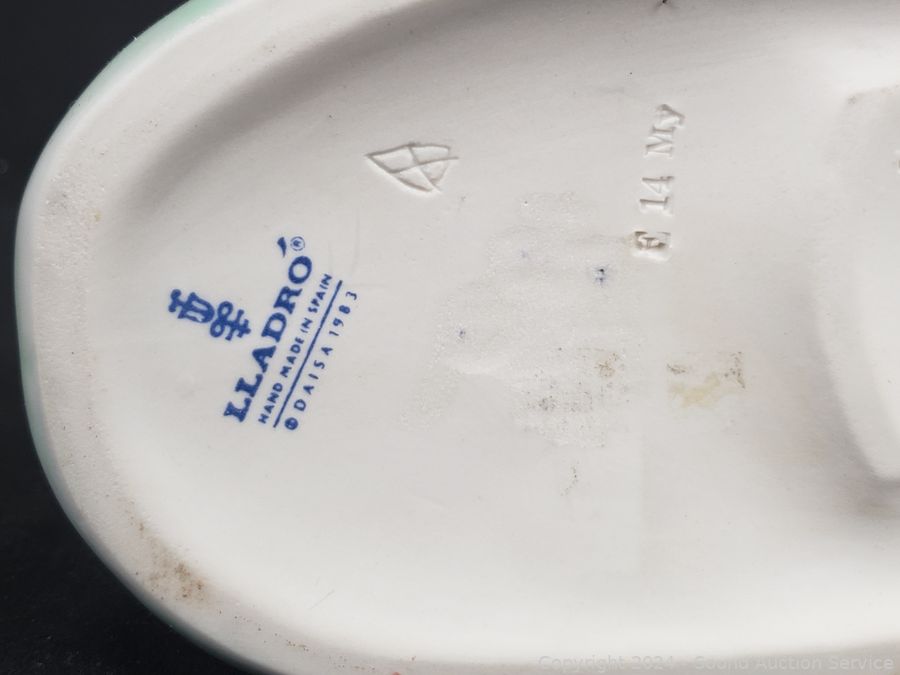 LLADRÓ®
HAND MADE IN SPAIN
© DAISA 1983
E 14 My
Copyright 2024 - Sound Auction Service